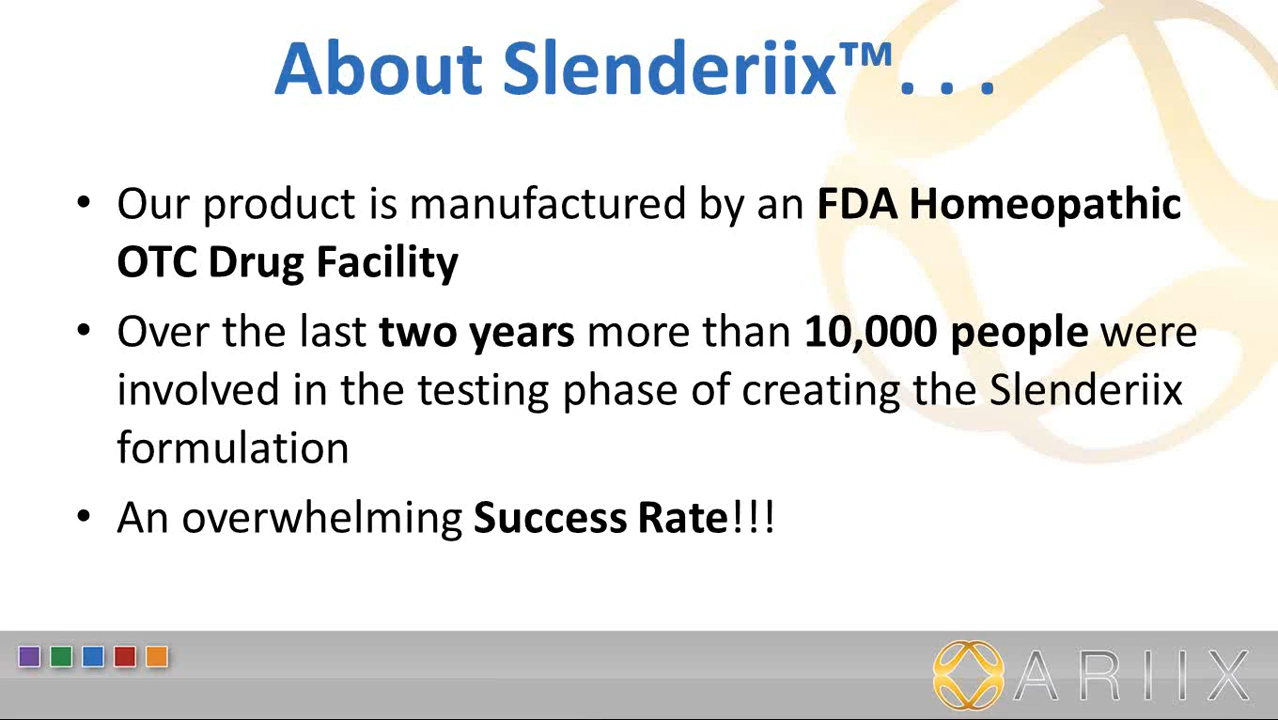 About Slenderiix™. . .
• Our product is manufactured by an FDA Homeopathic
OTC Drug Facility
• Over the last two years more than 10,000 people were
involved in the testing phase of creating the Slenderiix
formulation
• An overwhelming Success Rate!!!
ARIIX